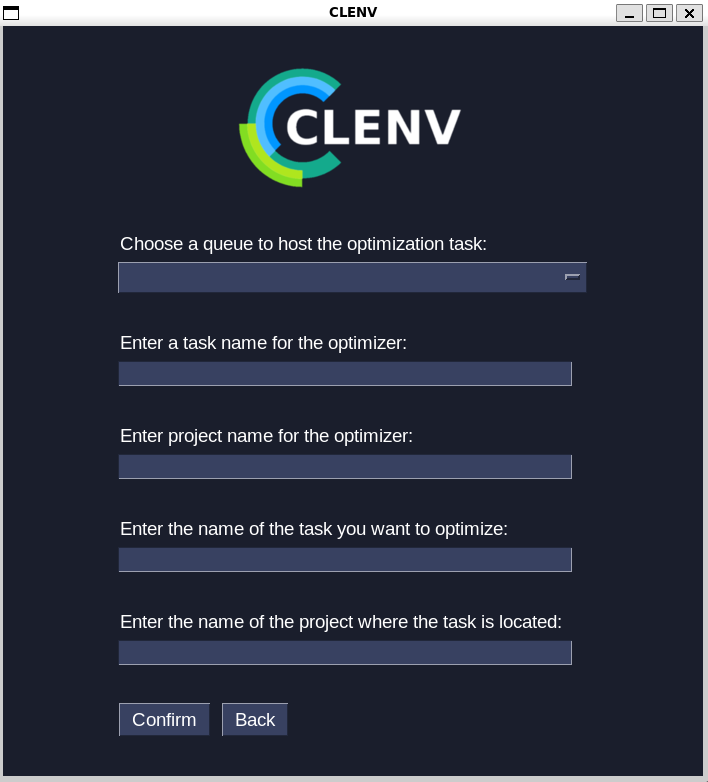 CLENV
CLENV
Choose a queue to host the optimization task:
Enter a task name for the optimizer:
Enter project name for the optimizer:
Enter the name of the task you want to optimize:
Enter the name of the project where the task is located:
Confirm Back